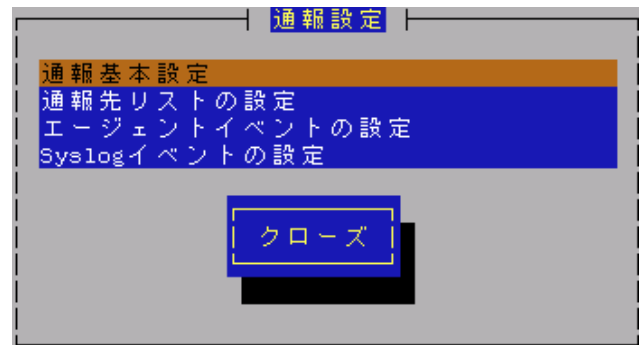 通報設定
通報基本設定
通報先リストの設定
エージェントイベントの設定
Syslogイベントの設定
クローズ